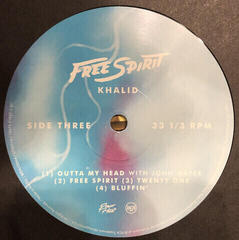 FREE SPIRIT
KHALID
SIDE THREE
33 1/3 RPM
(1) OUTTA MY HEAD WITH JOHN MAYER
(2) FREE SPIRIT (3) TWENTY ONE
(4) BLUFFIN'
RCA